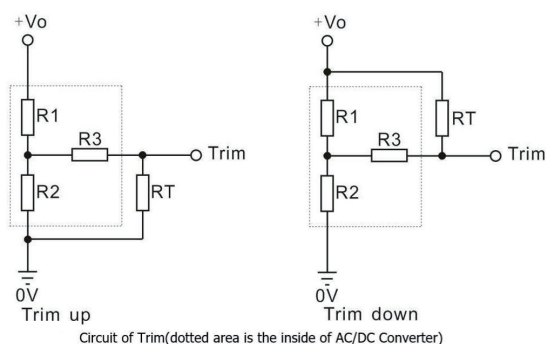 +Vo
R1
R3
Trim
R2
RT
0V
Trim up
+Vo
R1
R3
RT
Trim
R2
0V
Trim down
Circuit of Trim(dotted area is the inside of AC/DC Converter)